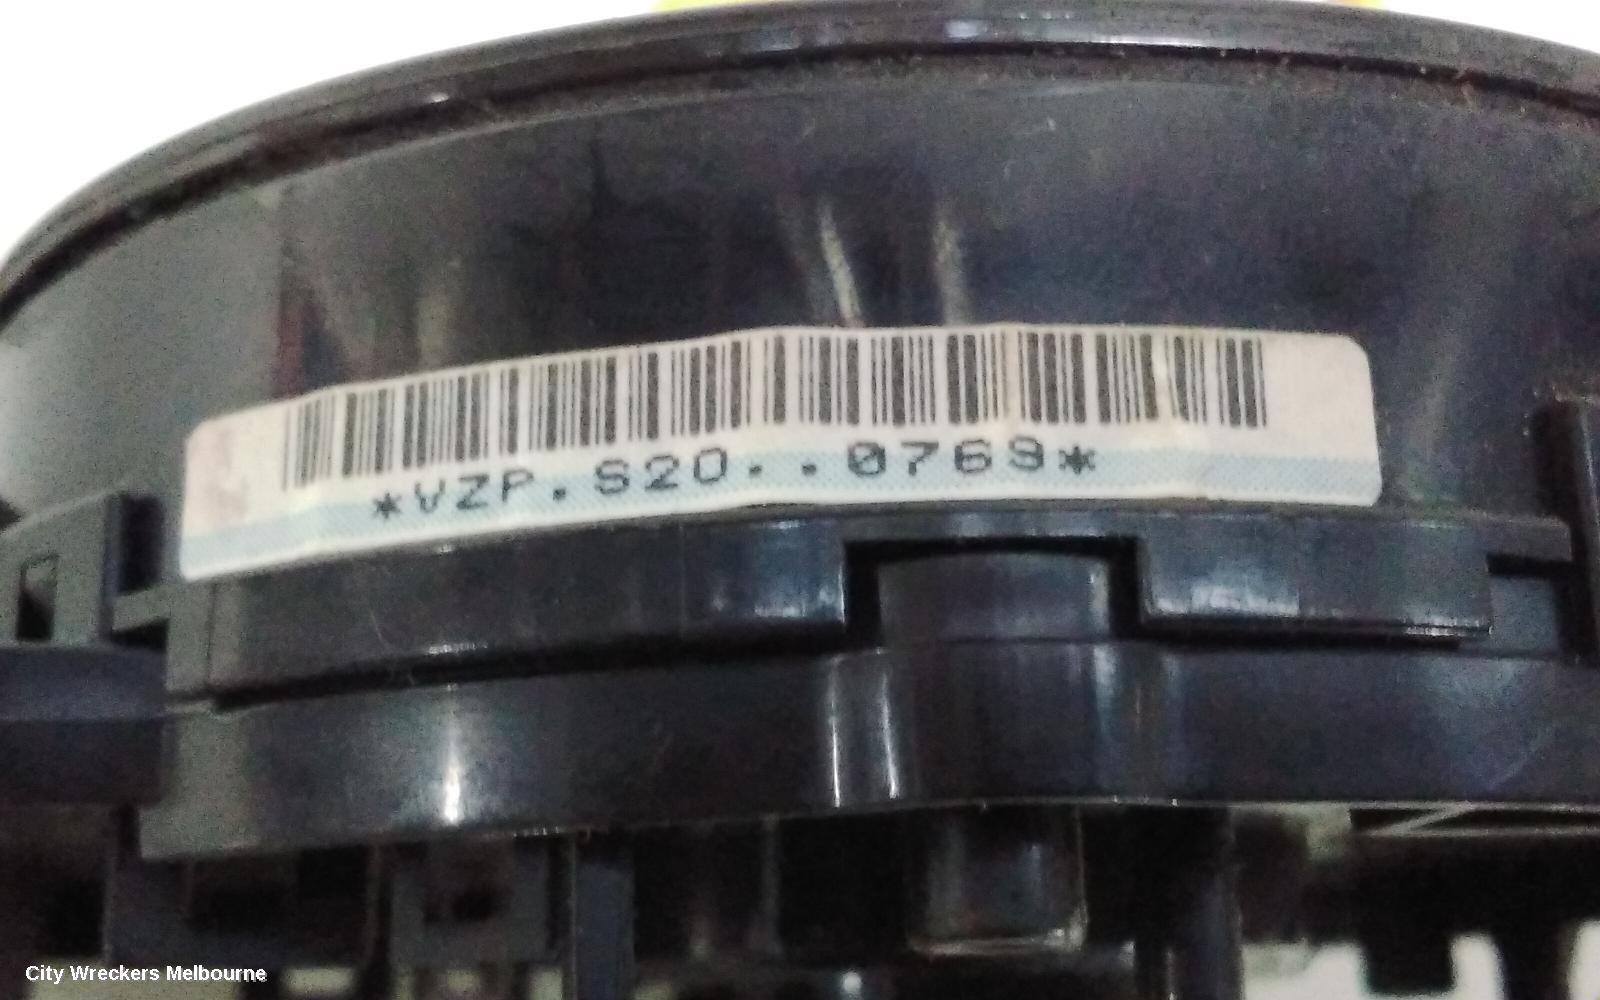 *VZP.S20..0769*
City Wreckers Melbourne